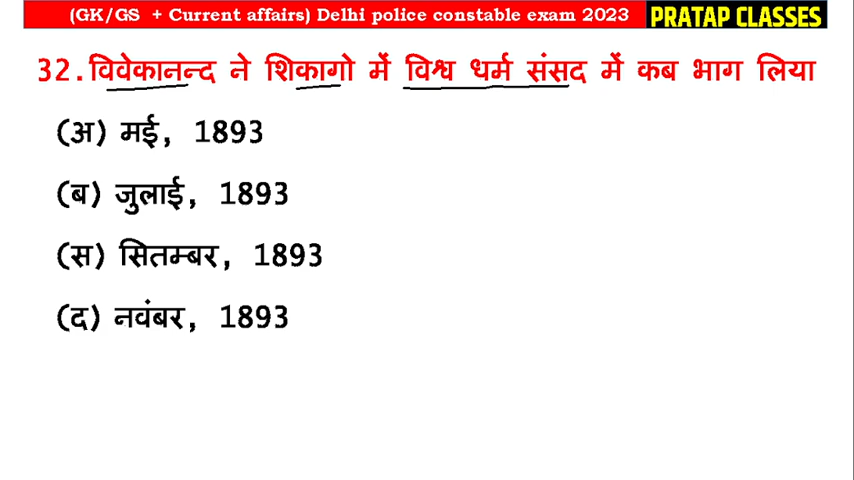 (GK/GS + Current affairs) Delhi police constable exam 2023 PRATAP CLASSES
32.विवेकानन्द ने शिकागो में विश्व धर्म संसद में कब भाग लिया
(अ) मई, 1893
(ब) जुलाई, 1893
(स) सितम्बर, 1893
(द) नवंबर, 1893